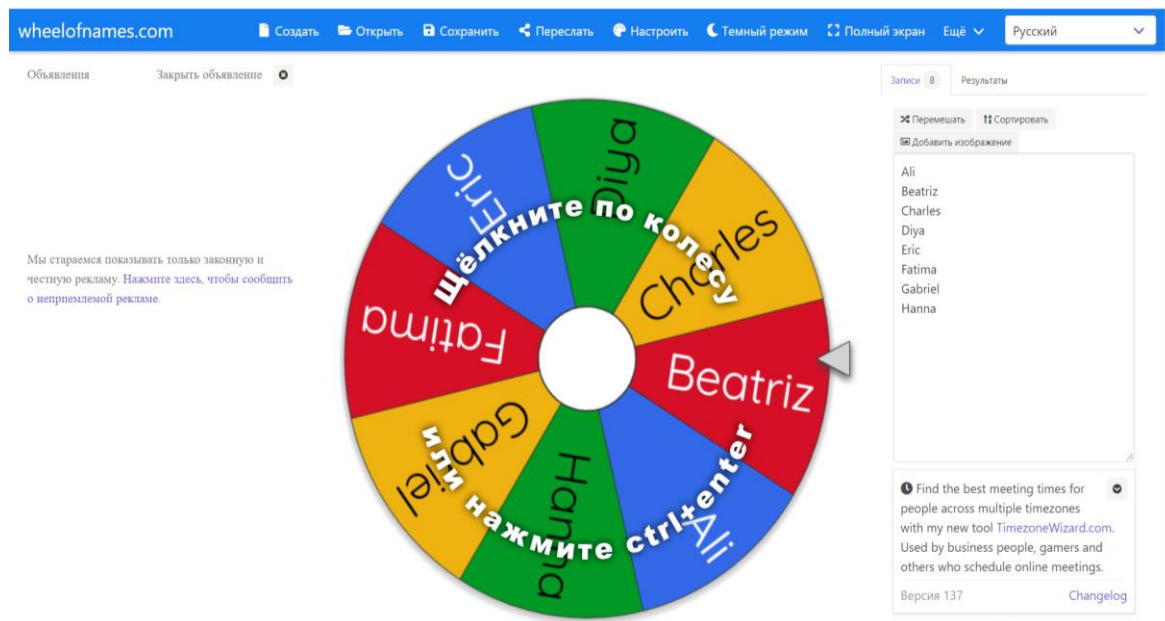 wheelofnames.com Создать Открыть Сохранить Переслать Настроить Темный режим Полный экран Ещё Русский
Объявления Закрыть объявление
Мы стараемся показывать только законную и
честную рекламу. Нажмите здесь, чтобы сообщить
о неприемлемой рекламе.
Щёлкните по колесу
или нажмите ctrl+enter
Diya
Charles
Beatriz
Ali
Hanna
Gabriel
Fatima
Eric
Записи 8 Результаты
Перемешать Сортировать
Добавить изображение
Ali
Beatriz
Charles
Diya
Eric
Fatima
Gabriel
Hanna
Find the best meeting times for
people across multiple timezones
with my new tool TimezoneWizard.com.
Used by business people, gamers and
others who schedule online meetings.
Версия 137 Changelog